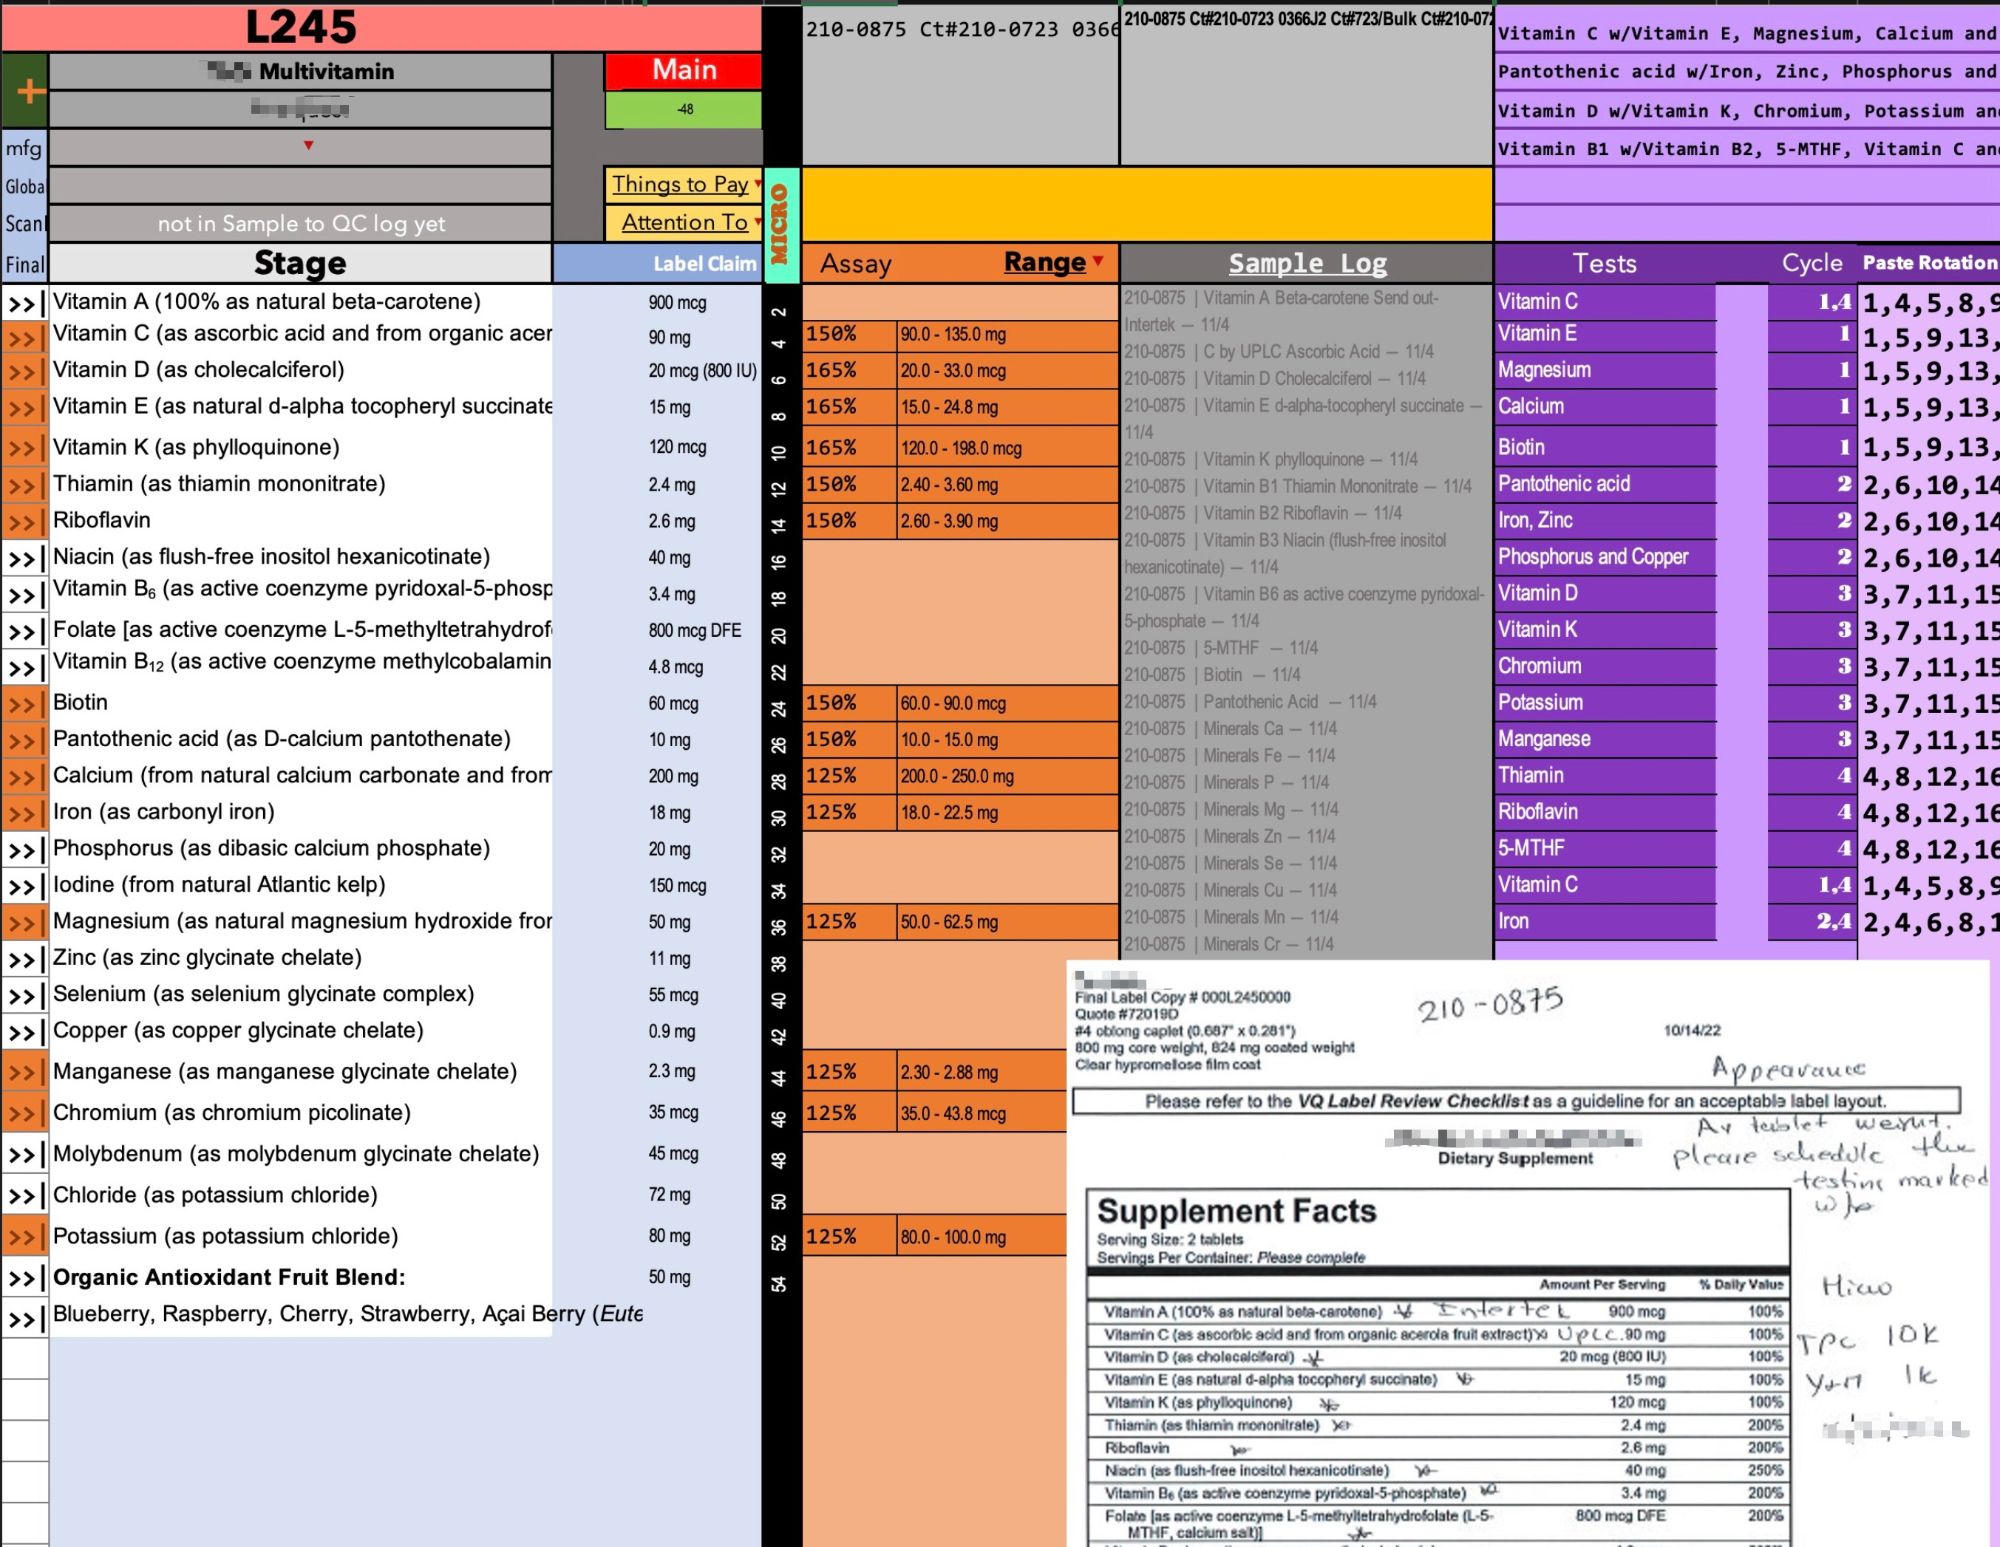 L245
Multivitamin
Main
-48
mfg
Globa
Things to Pay
Scan
not in Sample to QC log yet
Attention To
MICRO
Final
Stage
Label Claim
210-0875 Ct#210-0723 0366
210-0875 Ct#210-0723 0366J2 Ct#723/Bulk Ct#210-072
Vitamin C w/Vitamin E, Magnesium, Calcium and
Pantothenic acid w/Iron, Zinc, Phosphorus and
Vitamin D w/Vitamin K, Chromium, Potassium an
Vitamin B1 w/Vitamin B2, 5-MTHF, Vitamin C an
Assay Range
Sample Log
Tests Cycle Paste Rotation
>>| Vitamin A (100% as natural beta-carotene) 900 mcg 2
>>| Vitamin C (as ascorbic acid and from organic acer 90 mg 4 150% 90.0 - 135.0 mg
>>| Vitamin D (as cholecalciferol) 20 mcg (800 IU) 6 165% 20.0 - 33.0 mcg
>>| Vitamin E (as natural d-alpha tocopheryl succinate 15 mg 8 165% 15.0 - 24.8 mg
>>| Vitamin K (as phylloquinone) 120 mcg 10 165% 120.0 - 198.0 mcg
>>| Thiamin (as thiamin mononitrate) 2.4 mg 12 150% 2.40 - 3.60 mg
>>| Riboflavin 2.6 mg 14 150% 2.60 - 3.90 mg
>>| Niacin (as flush-free inositol hexanicotinate) 40 mg 16
>>| Vitamin B₆ (as active coenzyme pyridoxal-5-phosp 3.4 mg 18
>>| Folate [as active coenzyme L-5-methyltetrahydrof 800 mcg DFE 20
>>| Vitamin B₁₂ (as active coenzyme methylcobalamin 4.8 mcg 22
>>| Biotin 60 mcg 24 150% 60.0 - 90.0 mcg
>>| Pantothenic acid (as D-calcium pantothenate) 10 mg 26 150% 10.0 - 15.0 mg
>>| Calcium (from natural calcium carbonate and from 200 mg 28 125% 200.0 - 250.0 mg
>>| Iron (as carbonyl iron) 18 mg 30 125% 18.0 - 22.5 mg
>>| Phosphorus (as dibasic calcium phosphate) 20 mg 32
>>| Iodine (from natural Atlantic kelp) 150 mcg 34
>>| Magnesium (as natural magnesium hydroxide fror 50 mg 36 125% 50.0 - 62.5 mg
>>| Zinc (as zinc glycinate chelate) 11 mg 38
>>| Selenium (as selenium glycinate complex) 55 mcg 40
>>| Copper (as copper glycinate chelate) 0.9 mg 42
>>| Manganese (as manganese glycinate chelate) 2.3 mg 44 125% 2.30 - 2.88 mg
>>| Chromium (as chromium picolinate) 35 mcg 46 125% 35.0 - 43.8 mcg
>>| Molybdenum (as molybdenum glycinate chelate) 45 mcg 48
>>| Chloride (as potassium chloride) 72 mg 50
>>| Potassium (as potassium chloride) 80 mg 52 125% 80.0 - 100.0 mg
>>| Organic Antioxidant Fruit Blend: 50 mg 54
>>| Blueberry, Raspberry, Cherry, Strawberry, Açai Berry (Eute
210-0875 | Vitamin A Beta-carotene Send out-
Intertek – 11/4
210-0875 | C by UPLC Ascorbic Acid – 11/4
210-0875 | Vitamin D Cholecalciferol – 11/4
210-0875 | Vitamin E d-alpha-tocopheryl succinate –
11/4
210-0875 | Vitamin K phylloquinone – 11/4
210-0875 | Vitamin B1 Thiamin Mononitrate – 11/4
210-0875 | Vitamin B2 Riboflavin – 11/4
210-0875 | Vitamin B3 Niacin (flush-free inositol
hexanicotinate) – 11/4
210-0875 | Vitamin B6 as active coenzyme pyridoxal-
5-phosphate – 11/4
210-0875 | 5-MTHF – 11/4
210-0875 | Biotin – 11/4
210-0875 | Pantothenic Acid – 11/4
210-0875 | Minerals Ca – 11/4
210-0875 | Minerals Fe – 11/4
210-0875 | Minerals P – 11/4
210-0875 | Minerals Mg – 11/4
210-0875 | Minerals Zn – 11/4
210-0875 | Minerals Se – 11/4
210-0875 | Minerals Cu – 11/4
210-0875 | Minerals Mn – 11/4
210-0875 | Minerals Cr – 11/4
Vitamin C 1,4 1,4,5,8,9
Vitamin E 1 1,5,9,13,
Magnesium 1 1,5,9,13,
Calcium 1 1,5,9,13,
Biotin 1 1,5,9,13,
Pantothenic acid 2 2,6,10,14
Iron, Zinc 2 2,6,10,14
Phosphorus and Copper 2 2,6,10,14
Vitamin D 3 3,7,11,15
Vitamin K 3 3,7,11,15
Chromium 3 3,7,11,15
Potassium 3 3,7,11,15
Manganese 3 3,7,11,15
Thiamin 4 4,8,12,16
Riboflavin 4 4,8,12,16
5-MTHF 4 4,8,12,16
Vitamin C 1,4 1,4,5,8,9
Iron 2,4 2,4,6,8,1
Final Label Copy # 000L2450000
Quote #72019D
#4 oblong caplet (0.687" x 0.281")
800 mg core weight, 824 mg coated weight
Clear hypromellose film coat
210-0875
10/14/22
Appearance
Please refer to the VQ Label Review Checklist as a guideline for an acceptable label layout.
Av tablet weight.
please schedule the
testing marked
Dietary Supplement
Supplement Facts
Serving Size: 2 tablets
Servings Per Container: Please complete
Amount Per Serving % Daily Value
Vitamin A (100% as natural beta-carotene) Intertek 900 mcg 100%
Vitamin C (as ascorbic acid and from organic acerola fruit extract) UPLC. 90 mg 100%
Vitamin D (as cholecalciferol) 20 mcg (800 IU) 100%
Vitamin E (as natural d-alpha tocopheryl succinate) 15 mg 100%
Vitamin K (as phylloquinone) 120 mcg 100%
Thiamin (as thiamin mononitrate) 2.4 mg 200%
Riboflavin 2.6 mg 200%
Niacin (as flush-free inositol hexanicotinate) 40 mg 250%
Vitamin B₆ (as active coenzyme pyridoxal-5-phosphate) 3.4 mg 200%
Folate [as active coenzyme L-5-methyltetrahydrofolate (L-5-
MTHF, calcium salt)] 800 mcg DFE 200%
Micro
TPC 10K
Y+M 1k